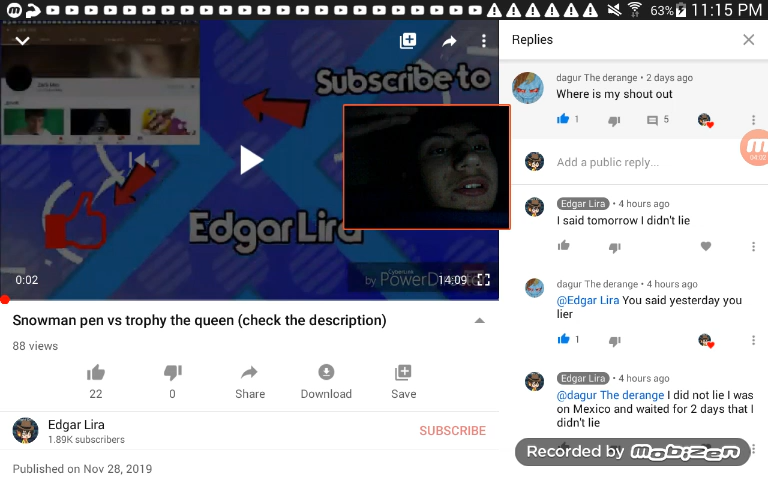 63% 11:15 PM
Subscribe to
Edgar Lira
0:02
by CyberLink PowerDirector
14:09
Snowman pen vs trophy the queen (check the description)
88 views
22
0
Share
Download
Save
Edgar Lira
1.89K subscribers
SUBSCRIBE
Published on Nov 28, 2019
Replies
dagur The derange • 2 days ago
Where is my shout out
1
5
04:02
Add a public reply...
Edgar Lira • 4 hours ago
I said tomorrow I didn't lie
dagur The derange • 4 hours ago
@Edgar Lira You said yesterday you
lier
1
Edgar Lira • 4 hours ago
@dagur The derange I did not lie I was
on Mexico and waited for 2 days that I
didn't lie
Recorded by mobizen